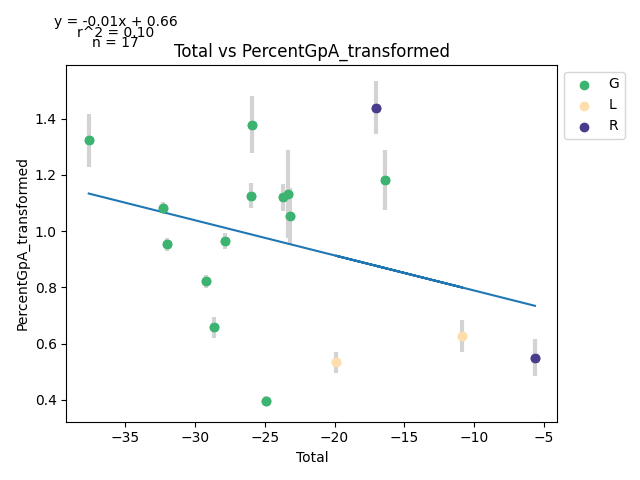 y = -0.01x + 0.66
r^2 = 0.10
n = 17
Total vs PercentGpA_transformed
G
L
R
PercentGpA_transformed
1.4
1.2
1.0
0.8
0.6
0.4
−35
−30
−25
−20
−15
−10
−5
Total